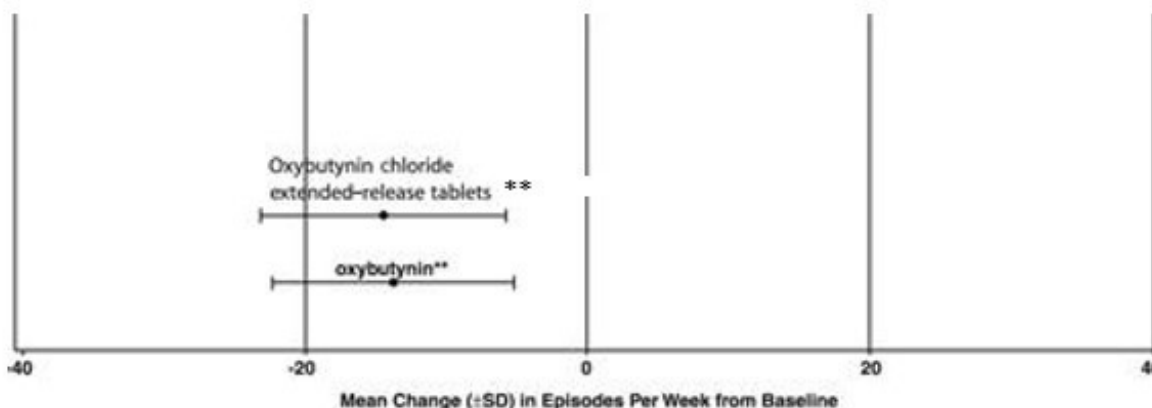 Oxybutynin chloride
extended-release tablets **
oxybutynin**
-40 -20 0 20 4
Mean Change (±SD) in Episodes Per Week from Baseline